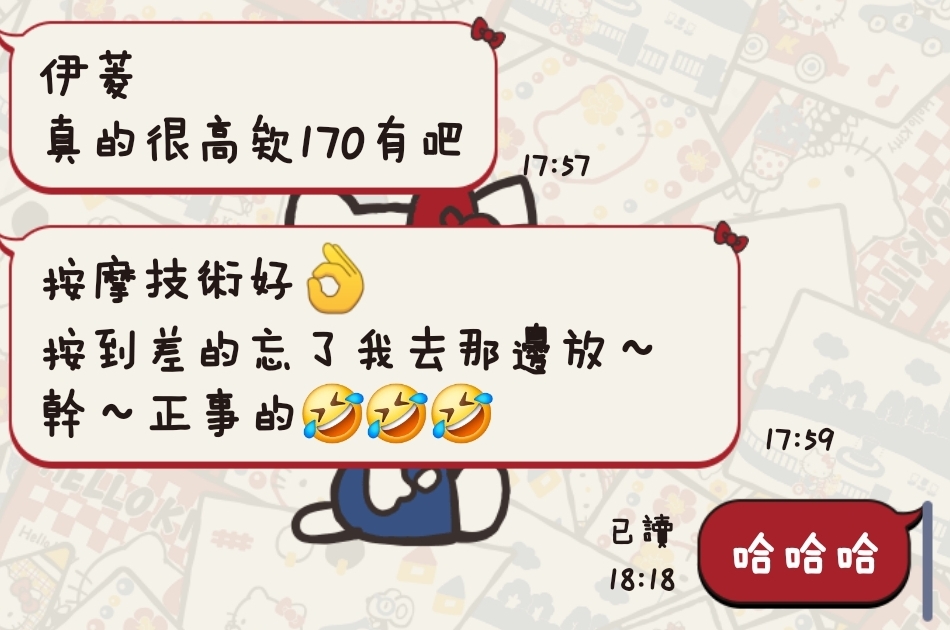 伊菱
真的很高欸170有吧
17:57
按摩技術好👌
按到差的忘了我去那邊放~
幹~正事的🤣🤣🤣
17:59
已讀
18:18
哈哈哈